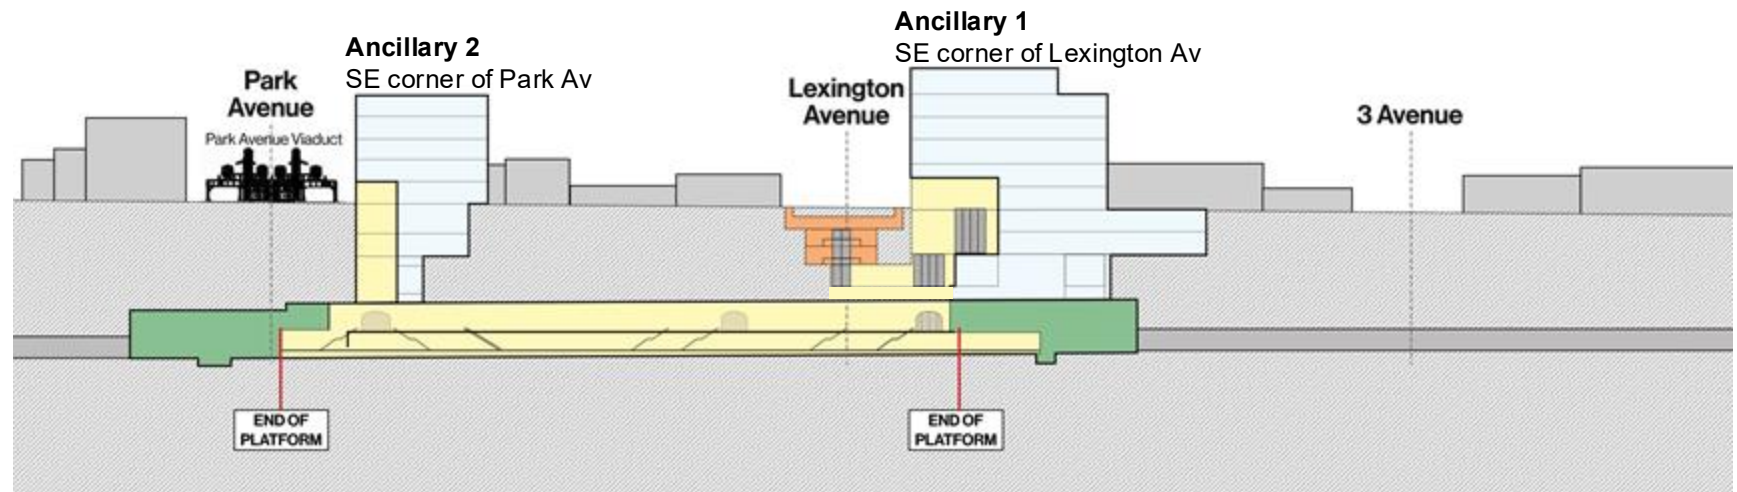 Ancillary 1
SE corner of Lexington Av
Ancillary 2
SE corner of Park Av
Park
Avenue
Park Avenue Viaduct
Lexington
Avenue
3 Avenue
END OF
PLATFORM
END OF
PLATFORM